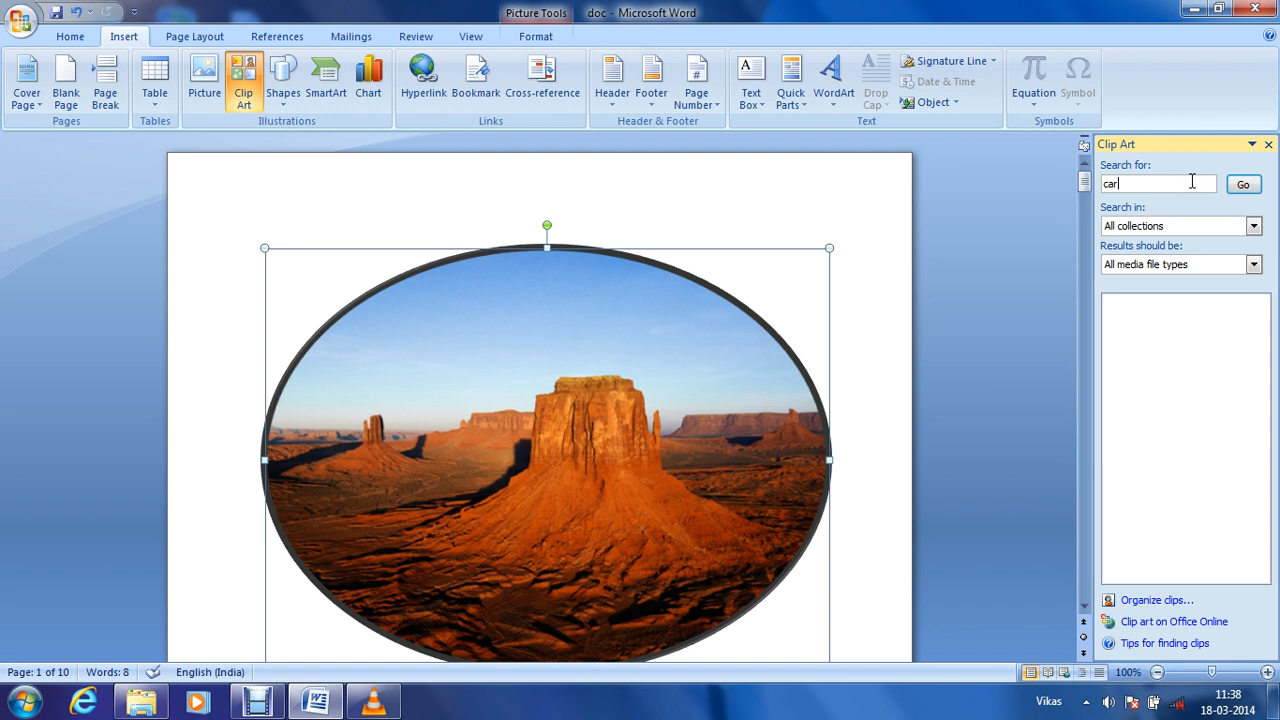 Picture Tools
doc - Microsoft Word
Home Insert Page Layout References Mailings Review View Format
Cover Page
Blank Page
Page Break
Pages
Table
Tables
Picture
Clip Art
Shapes
SmartArt
Chart
Illustrations
Hyperlink
Bookmark
Cross-reference
Links
Header
Footer
Page Number
Header & Footer
Text Box
Quick Parts
WordArt
Drop Cap
Signature Line
Date & Time
Object
Text
Equation
Symbol
Symbols
Clip Art
Search for:
car
Go
Search in:
All collections
Results should be:
All media file types
Organize clips...
Clip art on Office Online
Tips for finding clips
Page: 1 of 10 Words: 8 English (India) 100%
Vikas
11:38
18-03-2014